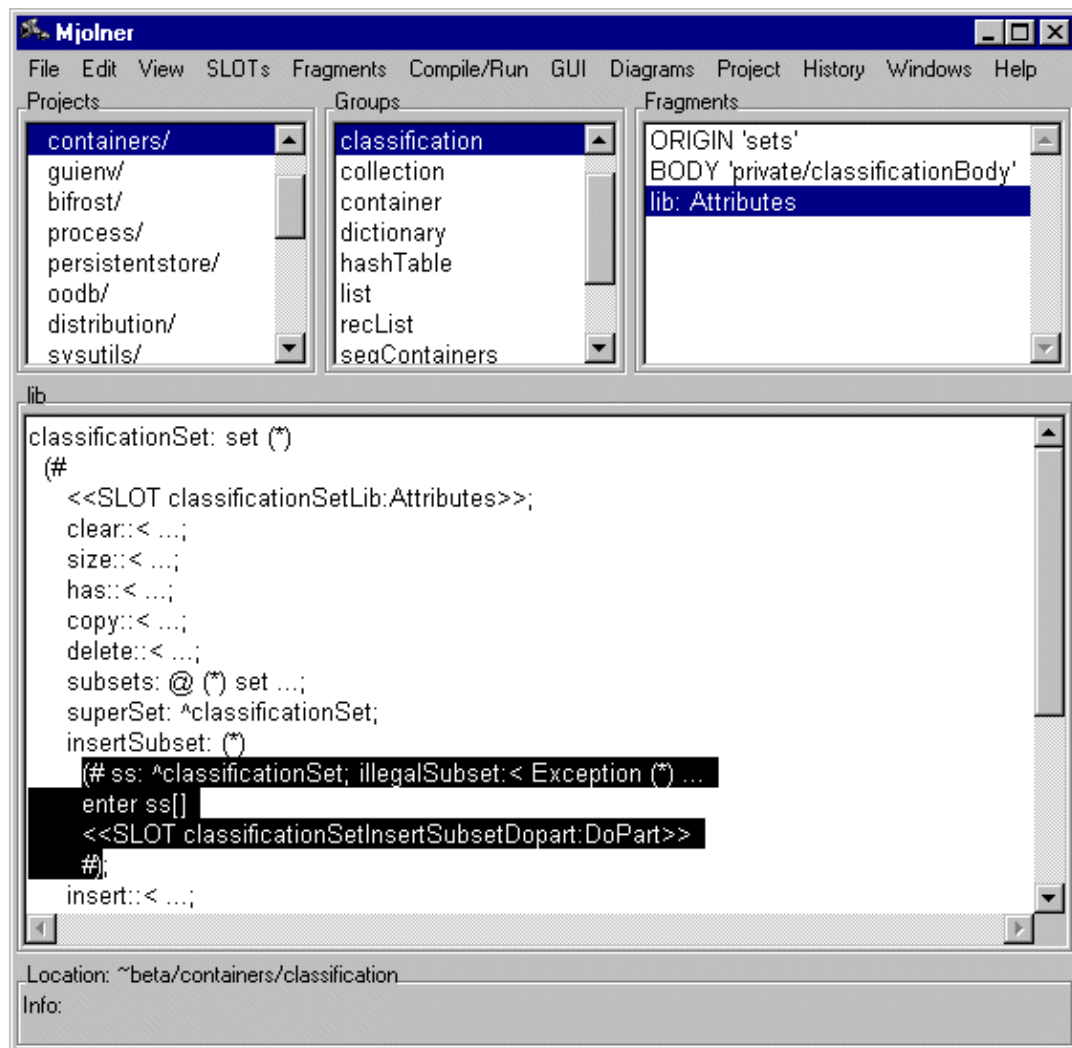 Mjolner
File Edit View SLOTs Fragments Compile/Run GUI Diagrams Project History Windows Help
Projects
containers/
guienv/
bifrost/
process/
persistentstore/
oodb/
distribution/
sysutils/
Groups
classification
collection
container
dictionary
hashTable
list
recList
seqContainers
Fragments
ORIGIN 'sets'
BODY 'private/classificationBody'
lib: Attributes
lib
classificationSet: set (*)
(#
<<SLOT classificationSetLib:Attributes>>;
clear::< ...;
size::< ...;
has::< ...;
copy::< ...;
delete::< ...;
subsets: @ (*) set ...;
superSet: ^classificationSet;
insertSubset: (*)
(# ss: ^classificationSet; illegalSubset:< Exception (*) ...
enter ss[]
<<SLOT classificationSetInsertSubsetDopart:DoPart>>
#);
insert::< ...;
Location: ~beta/containers/classification
Info: